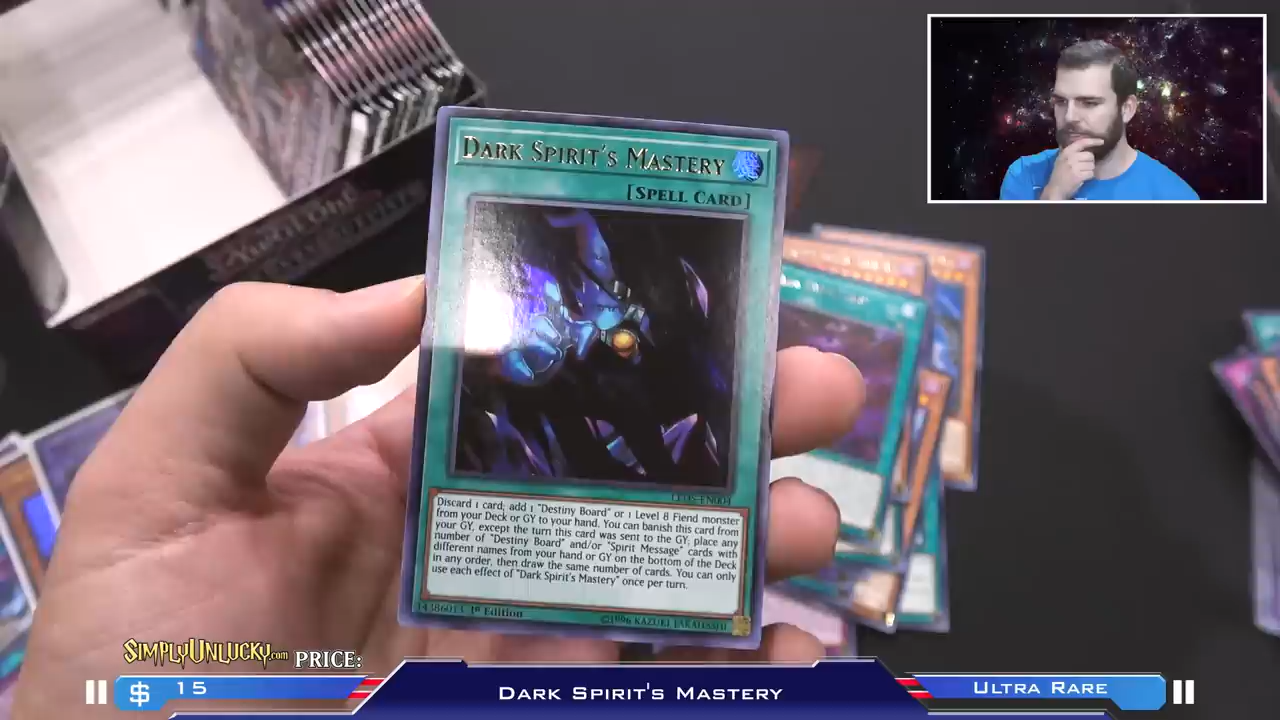 DARK SPIRIT'S MASTERY
[SPELL CARD]
LED5-EN004
Discard 1 card; add 1 "Destiny Board" or 1 Level 8 Fiend monster
from your Deck or GY to your hand. You can banish this card from
your GY, except the turn this card was sent to the GY; place any
number of "Destiny Board" and/or "Spirit Message" cards with
different names from your hand or GY on the bottom of the Deck
in any order, then draw the same number of cards. You can only
use each effect of "Dark Spirit's Mastery" once per turn.
14386013 1st Edition
©1996 KAZUKI TAKAHASHI
SIMPLYUNLUCKY.com PRICE:
$ 15
DARK SPIRIT'S MASTERY
ULTRA RARE